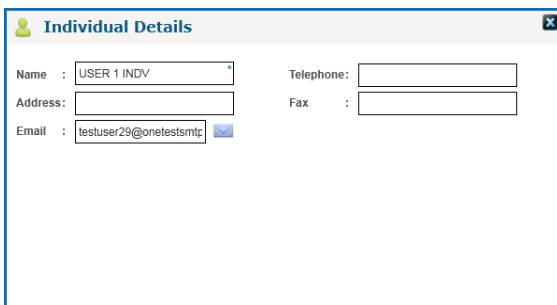 Individual Details
Name : USER 1 INDV * Telephone:
Address: Fax :
Email : testuser29@onetestsmtp